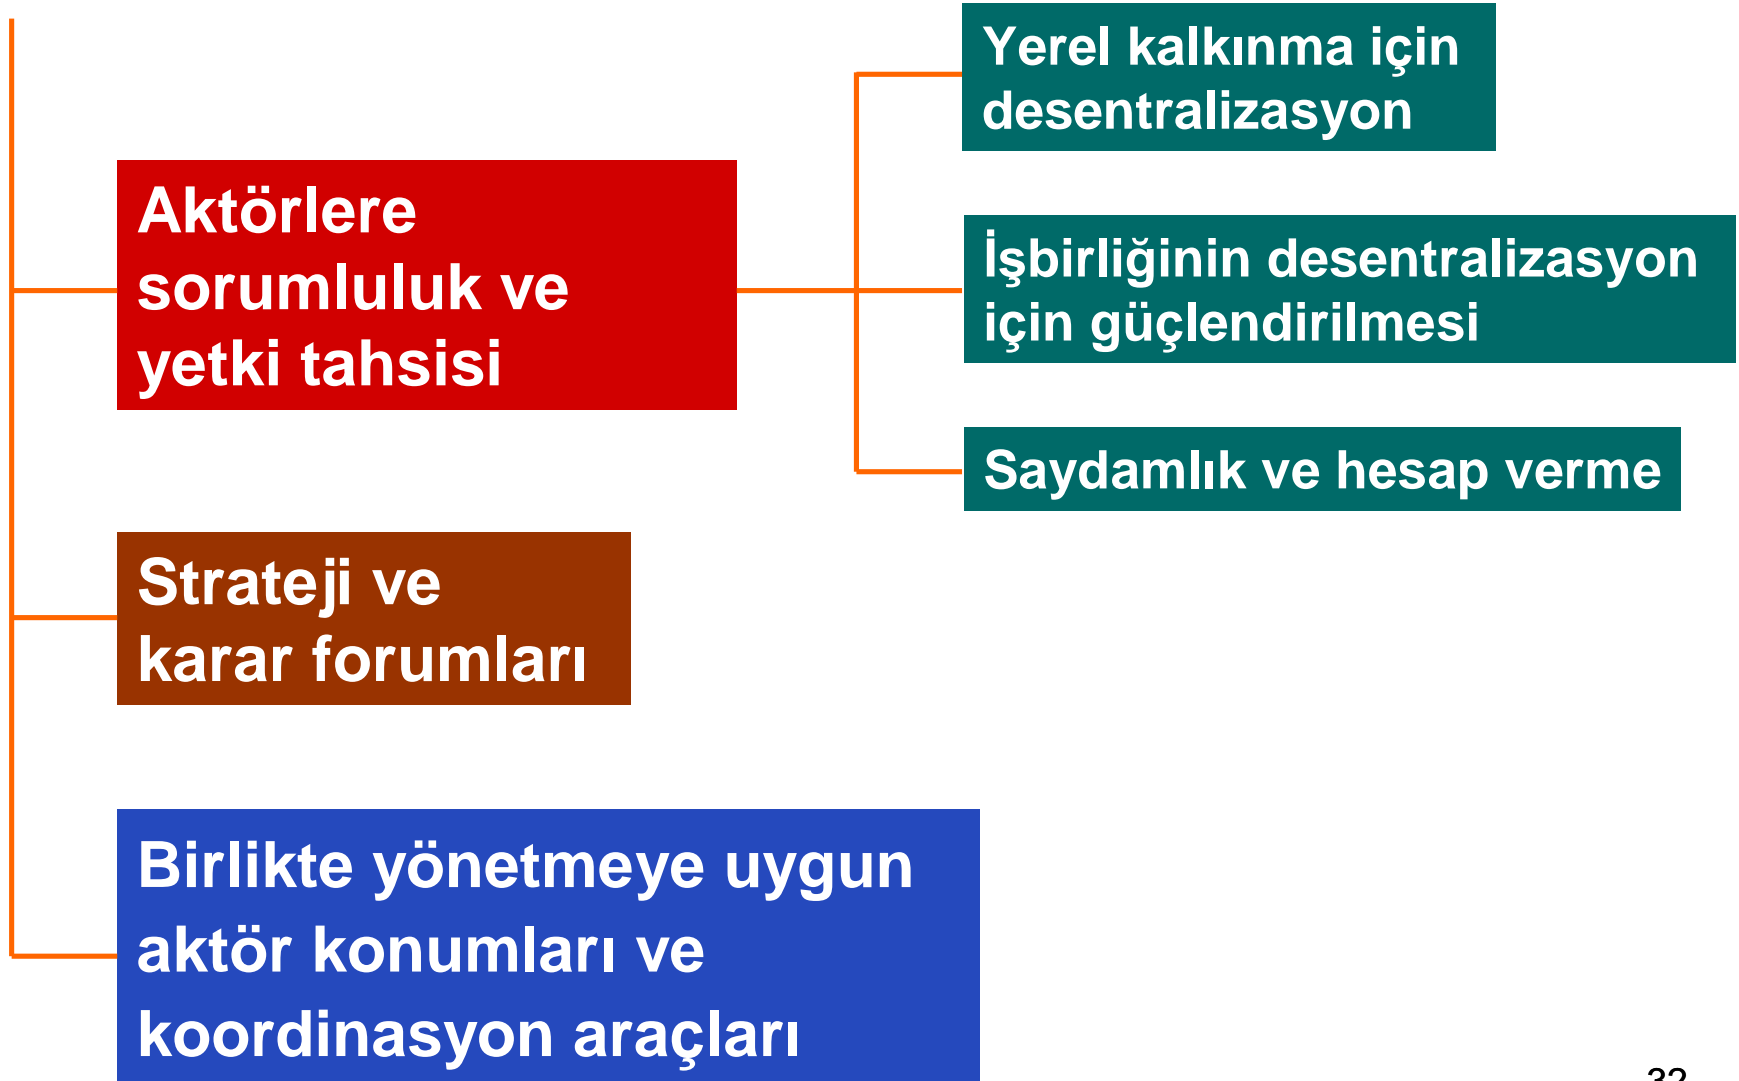 Yerel kalkınma için
desentralizasyon
Aktörlere
sorumluluk ve
yetki tahsisi
İşbirliğinin desentralizasyon
için güçlendirilmesi
Saydamlık ve hesap verme
Strateji ve
karar forumları
Birlikte yönetmeye uygun
aktör konumları ve
koordinasyon araçları
32